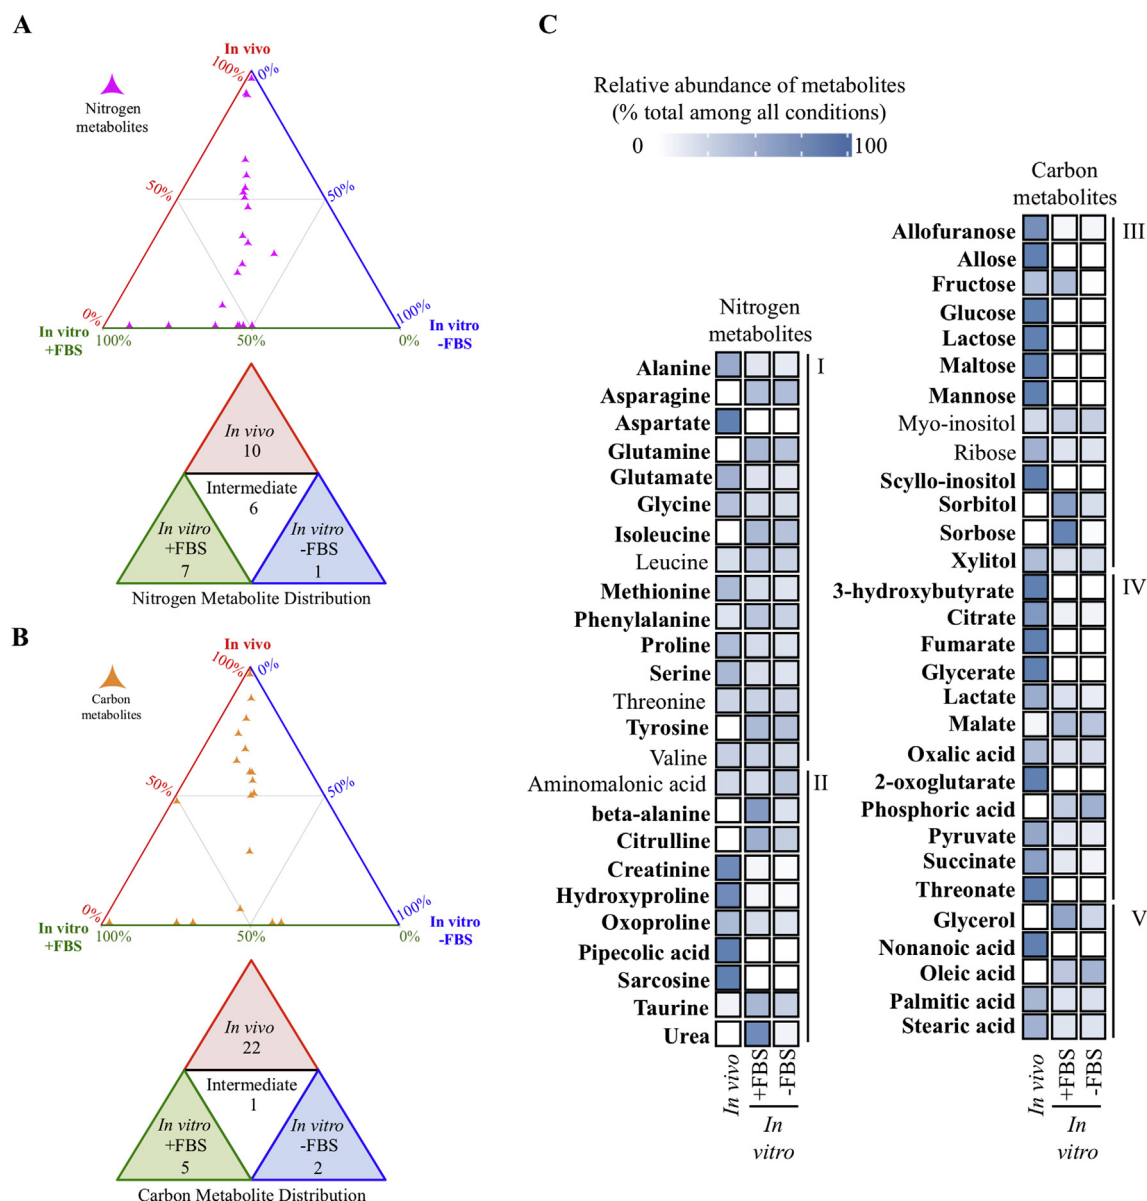 A
In vivo
100%
0%
Nitrogen
metabolites
50%
50%
0%
100%
In vitro
+FBS
In vitro
-FBS
100%
50%
0%
In vivo
10
Intermediate
6
In vitro
+FBS
7
In vitro
-FBS
1
Nitrogen Metabolite Distribution
B
In vivo
100%
0%
Carbon
metabolites
50%
50%
0%
100%
In vitro
+FBS
In vitro
-FBS
100%
50%
0%
In vivo
22
Intermediate
1
In vitro
+FBS
5
In vitro
-FBS
2
Carbon Metabolite Distribution
C
Relative abundance of metabolites
(% total among all conditions)
0
100
Nitrogen
metabolites
Alanine
I
Asparagine
Aspartate
Glutamine
Glutamate
Glycine
Isoleucine
Leucine
Methionine
Phenylalanine
Proline
Serine
Threonine
Tyrosine
Valine
Aminomalonic acid
II
beta-alanine
Citrulline
Creatinine
Hydroxyproline
Oxoproline
Pipecolic acid
Sarcosine
Taurine
Urea
In vivo
+FBS
-FBS
In
vitro
Carbon
metabolites
Allofuranose
III
Allose
Fructose
Glucose
Lactose
Maltose
Mannose
Myo-inositol
Ribose
Scyllo-inositol
Sorbitol
Sorbose
Xylitol
3-hydroxybutyrate
IV
Citrate
Fumarate
Glycerate
Lactate
Malate
Oxalic acid
2-oxoglutarate
Phosphoric acid
Pyruvate
Succinate
Threonate
Glycerol
V
Nonanoic acid
Oleic acid
Palmitic acid
Stearic acid
In vivo
+FBS
-FBS
In
vitro